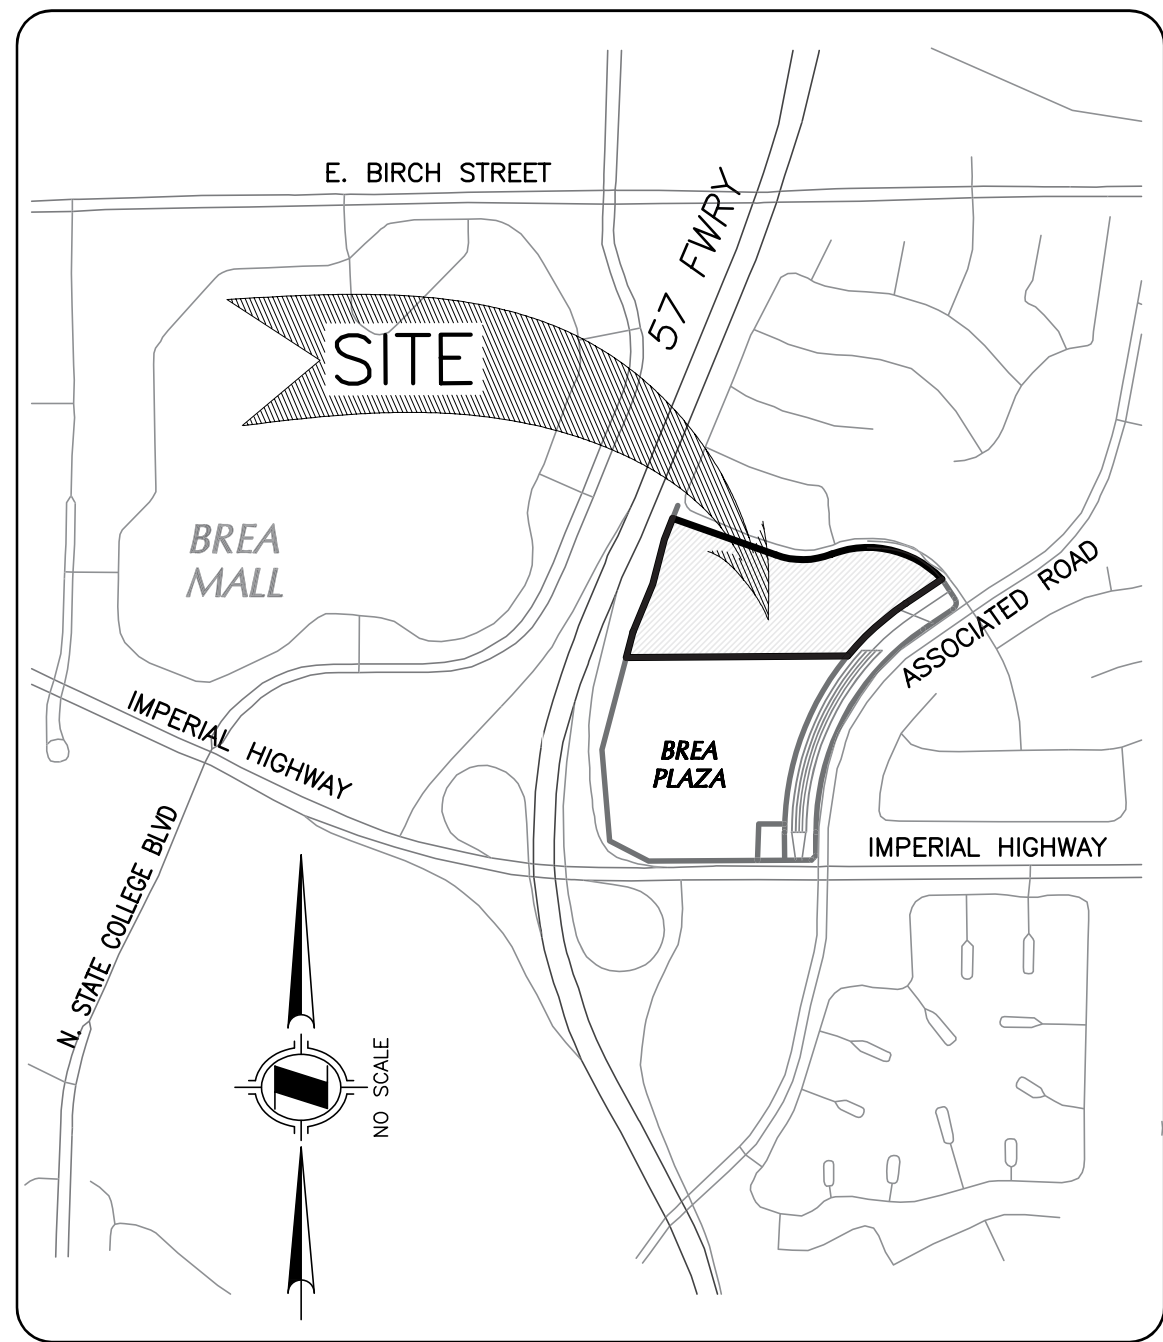 E. BIRCH STREET
57 FWRY
SITE
BREA
MALL
ASSOCIATED ROAD
IMPERIAL HIGHWAY
BREA
PLAZA
IMPERIAL HIGHWAY
N. STATE COLLEGE BLVD
NO SCALE